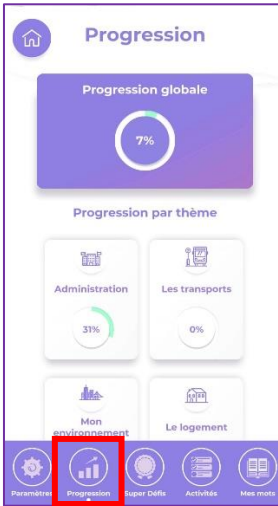 Progression
Progression globale
7%
Progression par thème
Administration
Les transports
31%
0%
Mon
environnement
Le logement
Paramètres
Progression
Super Défis
Activités
Mes mots